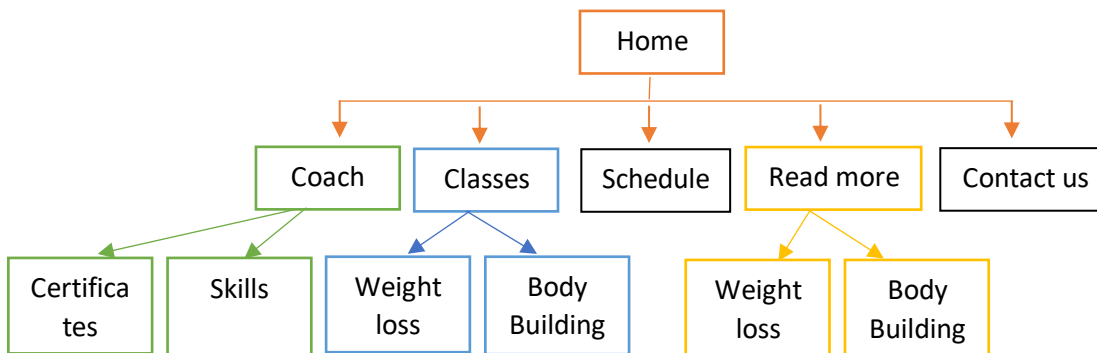 Home
Coach
Classes
Schedule
Read more
Contact us
Certifica
tes
Skills
Weight
loss
Body
Building
Weight
loss
Body
Building